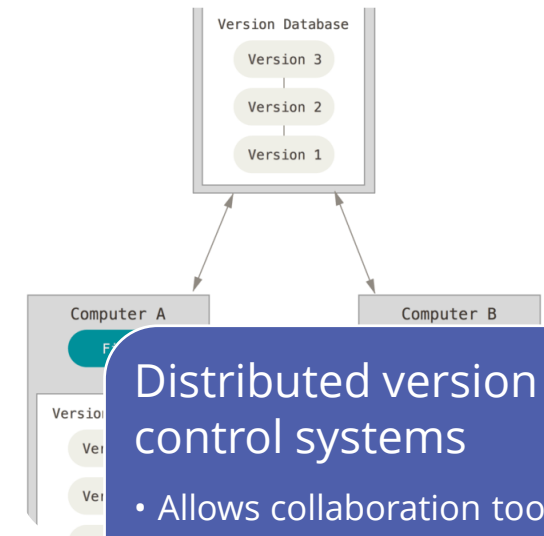 Version Database
Version 3
Version 2
Version 1
Computer A
Computer B
Distributed version
control systems
• Allows collaboration too